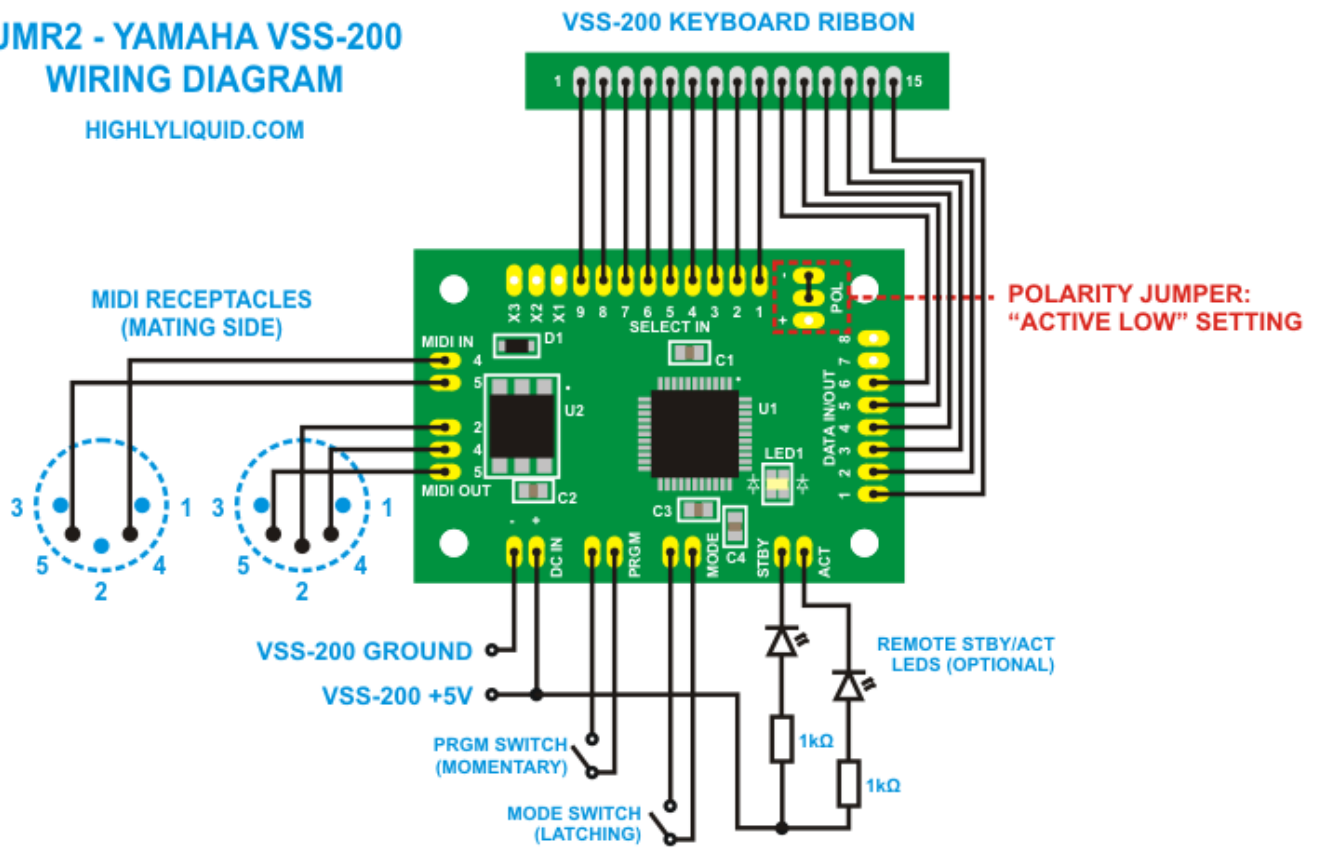 UMR2 - YAMAHA VSS-200
WIRING DIAGRAM
HIGHLYLIQUID.COM
VSS-200 KEYBOARD RIBBON
1
15
MIDI RECEPTACLES
(MATING SIDE)
X3 X2 X1 9 8 7 6 5 4 3 2 1
SELECT IN
- + POL
POLARITY JUMPER:
"ACTIVE LOW" SETTING
MIDI IN
4
5
2
4
5
MIDI OUT
D1
C1
U2
U1
LED1
C2
C3
C4
8
7
6
5
4
3
2
1
DATA IN/OUT
3 1
5 4
2
3 1
5 4
2
- +
DC IN
PRGM
MODE
STBY
ACT
VSS-200 GROUND
VSS-200 +5V
PRGM SWITCH
(MOMENTARY)
MODE SWITCH
(LATCHING)
REMOTE STBY/ACT
LEDS (OPTIONAL)
1kΩ
1kΩ